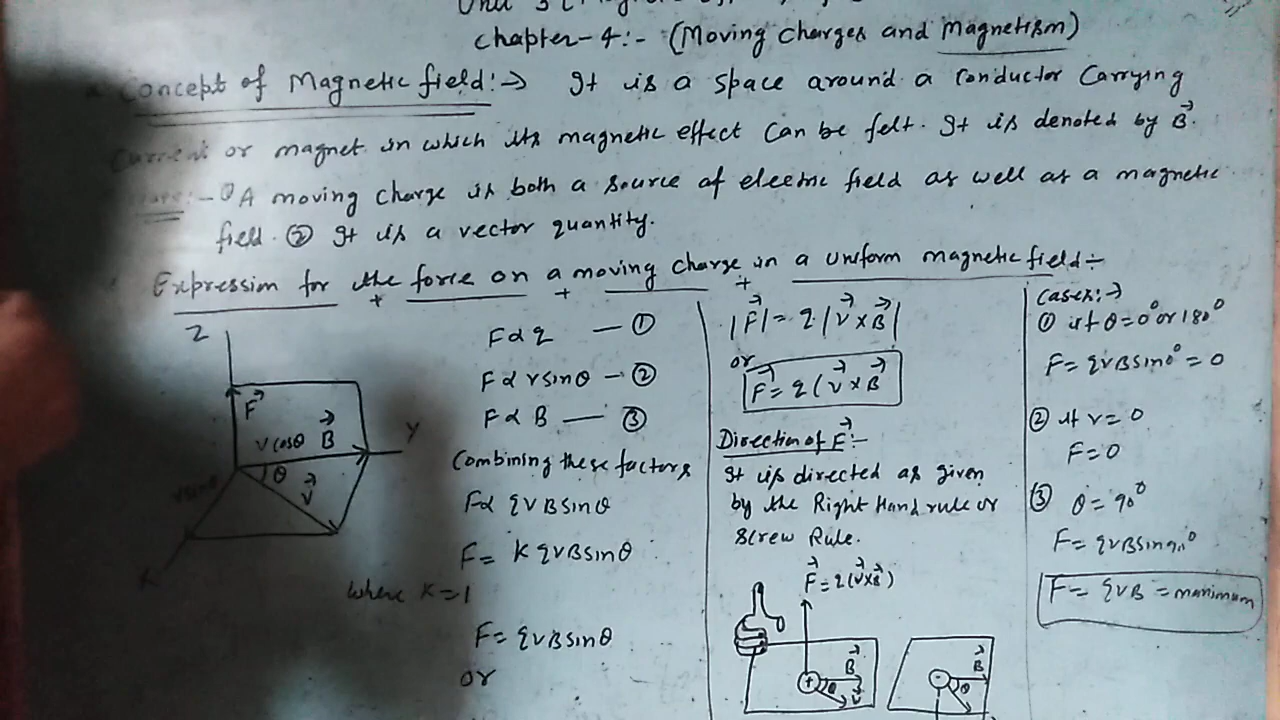 Chapter-4:- (Moving Charges and Magnetism)
Concept of Magnetic field:→ It is a space around a Conductor Carrying
Current or magnet in which its magnetic effect Can be felt. It is denoted by B⃗.
① A moving charge is both a source of electric field as well as a magnetic
field. ② It is a vector quantity.
Expression for the force on a moving charge in a uniform magnetic field÷
Z
F⃗
v cosθ B⃗
Y
θ
v⃗
X
F α q — ①
F α v sinθ — ②
F α B — ③
Combining these factors
F α qvB sinθ
F = K qvB sinθ
where K=1
F = qvB sinθ
or
|F⃗| = q |v⃗ × B⃗|
or
F⃗ = q (v⃗ × B⃗
Direction of F⃗:-
It is directed as given
by the Right Hand rule or
Screw Rule.
F⃗ = q(v⃗×B⃗)
+ θ B⃗
v⃗
- θ B⃗
Cases:→
① if θ=0° or 180°
F = qvB sin0° = 0
② if v = 0
F = 0
③ θ = 90°
F = qvB sin90°
F = qvB = maximum